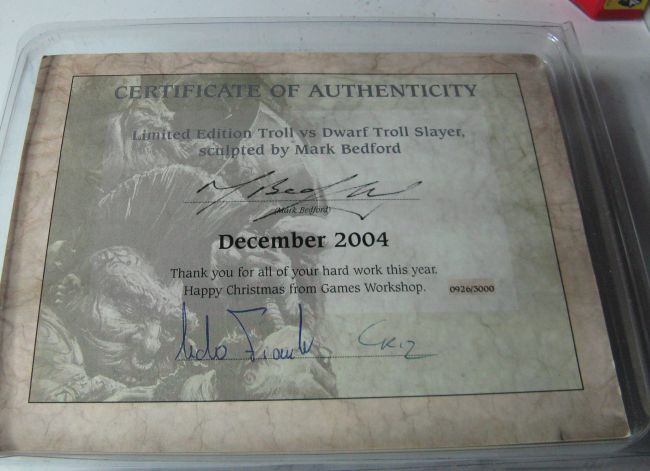 CERTIFICATE OF AUTHENTICITY
Limited Edition Troll vs Dwarf Troll Slayer,
sculpted by Mark Bedford
(Mark Bedford)
December 2004
Thank you for all of your hard work this year.
Happy Christmas from Games Workshop.
0926/3000